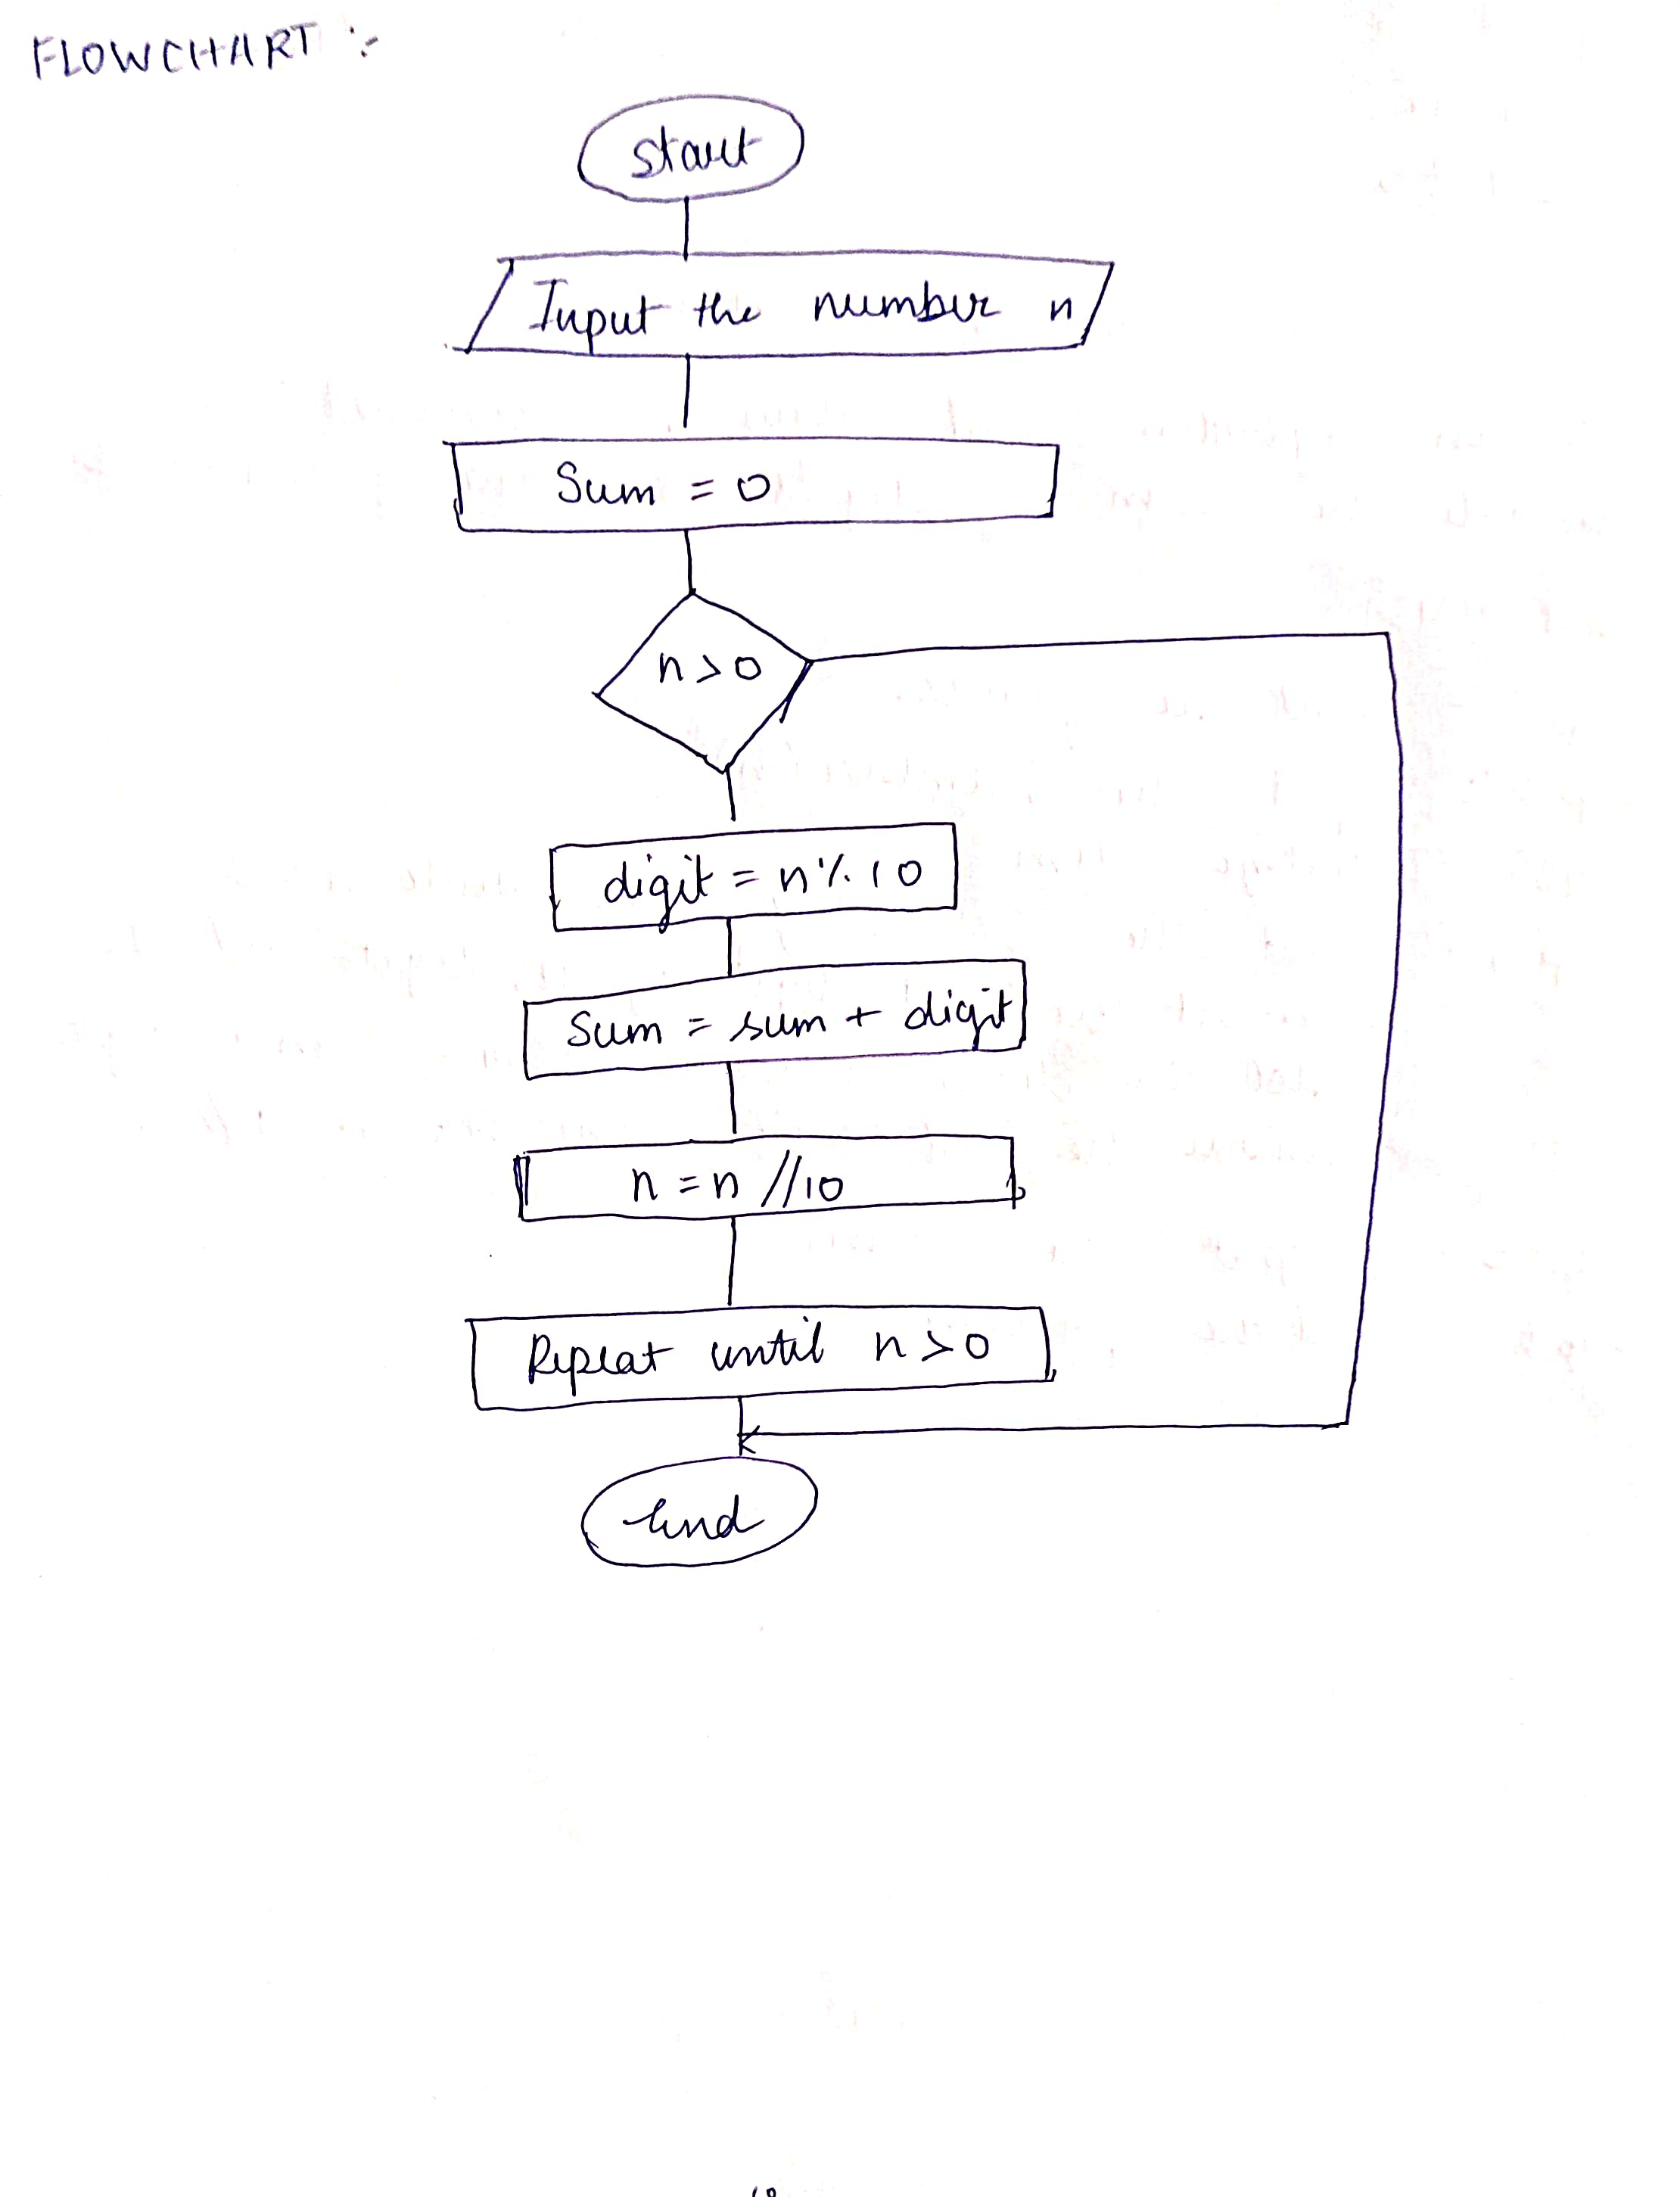 FLOWCHART :-
start
Input the number n
Sum = 0
n > 0
digit = n % 10
Sum = sum + digit
n = n // 10
Repeat until n > 0
End